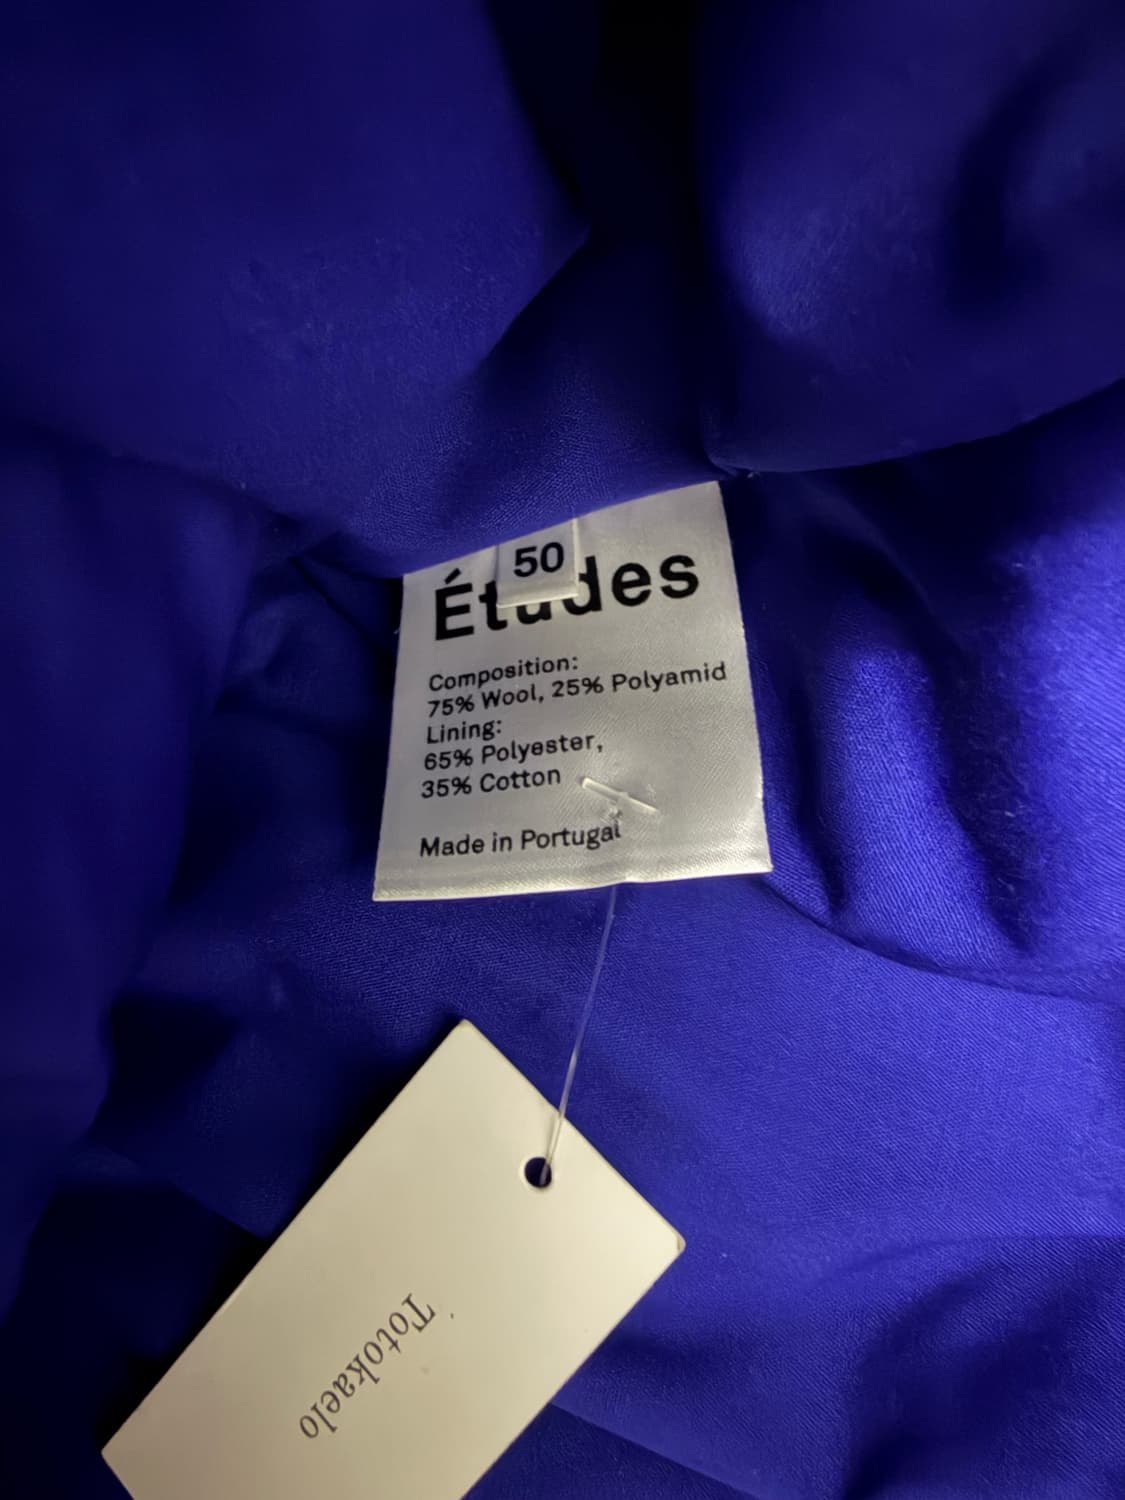 50
Études
Composition:
75% Wool, 25% Polyamid
Lining:
65% Polyester,
35% Cotton
Made in Portugal
Totokaelo